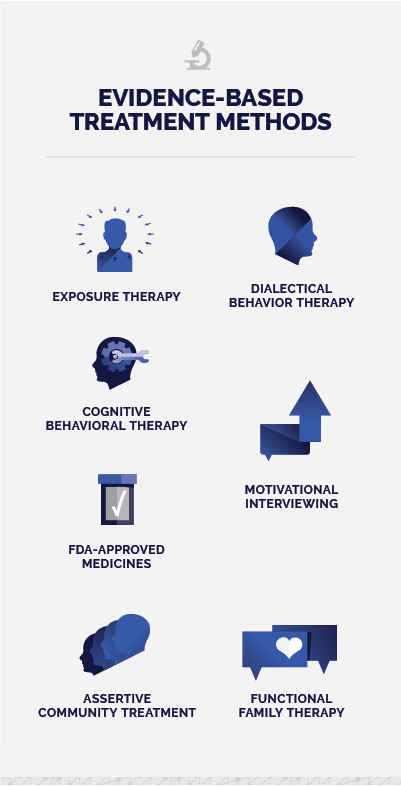 EVIDENCE-BASED
TREATMENT METHODS
EXPOSURE THERAPY
DIALECTICAL
BEHAVIOR THERAPY
COGNITIVE
BEHAVIORAL THERAPY
MOTIVATIONAL
INTERVIEWING
FDA-APPROVED
MEDICINES
ASSERTIVE
COMMUNITY TREATMENT
FUNCTIONAL
FAMILY THERAPY